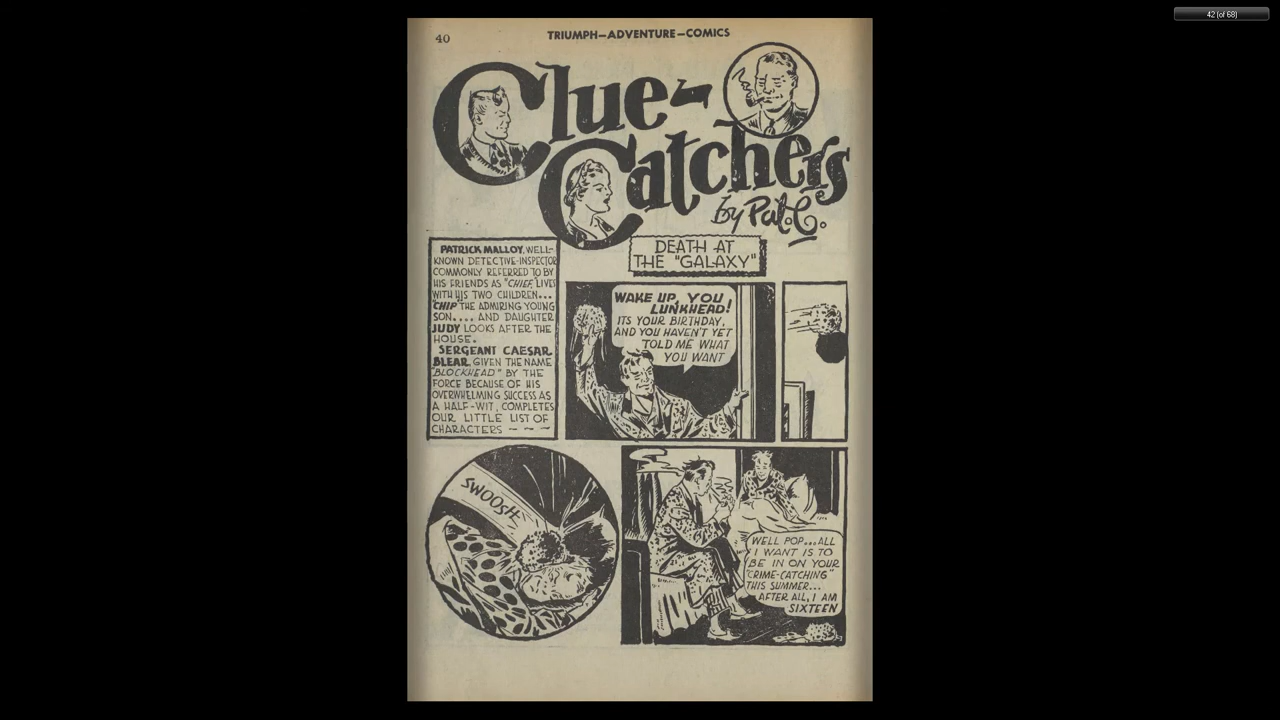 42 (of 68)
40
TRIUMPH—ADVENTURE—COMICS
Clue-
Catchers
by Pat.C.
PATRICK MALLOY, WELL-
KNOWN DETECTIVE-INSPECTOR
COMMONLY REFERRED TO BY
HIS FRIENDS AS "CHIEF," LIVES
WITH HIS TWO CHILDREN...
"CHIP" THE ADMIRING YOUNG
SON.... AND DAUGHTER
JUDY LOOKS AFTER THE
HOUSE.
SERGEANT CAESAR
BLEAR, GIVEN THE NAME
"BLOCKHEAD" BY THE
FORCE BECAUSE OF HIS
OVERWHELMING SUCCESS AS
A HALF-WIT, COMPLETES
OUR LITTLE LIST OF
CHARACTERS – – –
DEATH AT
THE "GALAXY"
WAKE UP, YOU
LUNKHEAD!
ITS YOUR BIRTHDAY,
AND YOU HAVEN'T YET
TOLD ME WHAT
YOU WANT
SWOOSH
WELL POP...ALL
I WANT IS TO
BE IN ON YOUR
"CRIME-CATCHING"
THIS SUMMER...
AFTER ALL, I AM
SIXTEEN